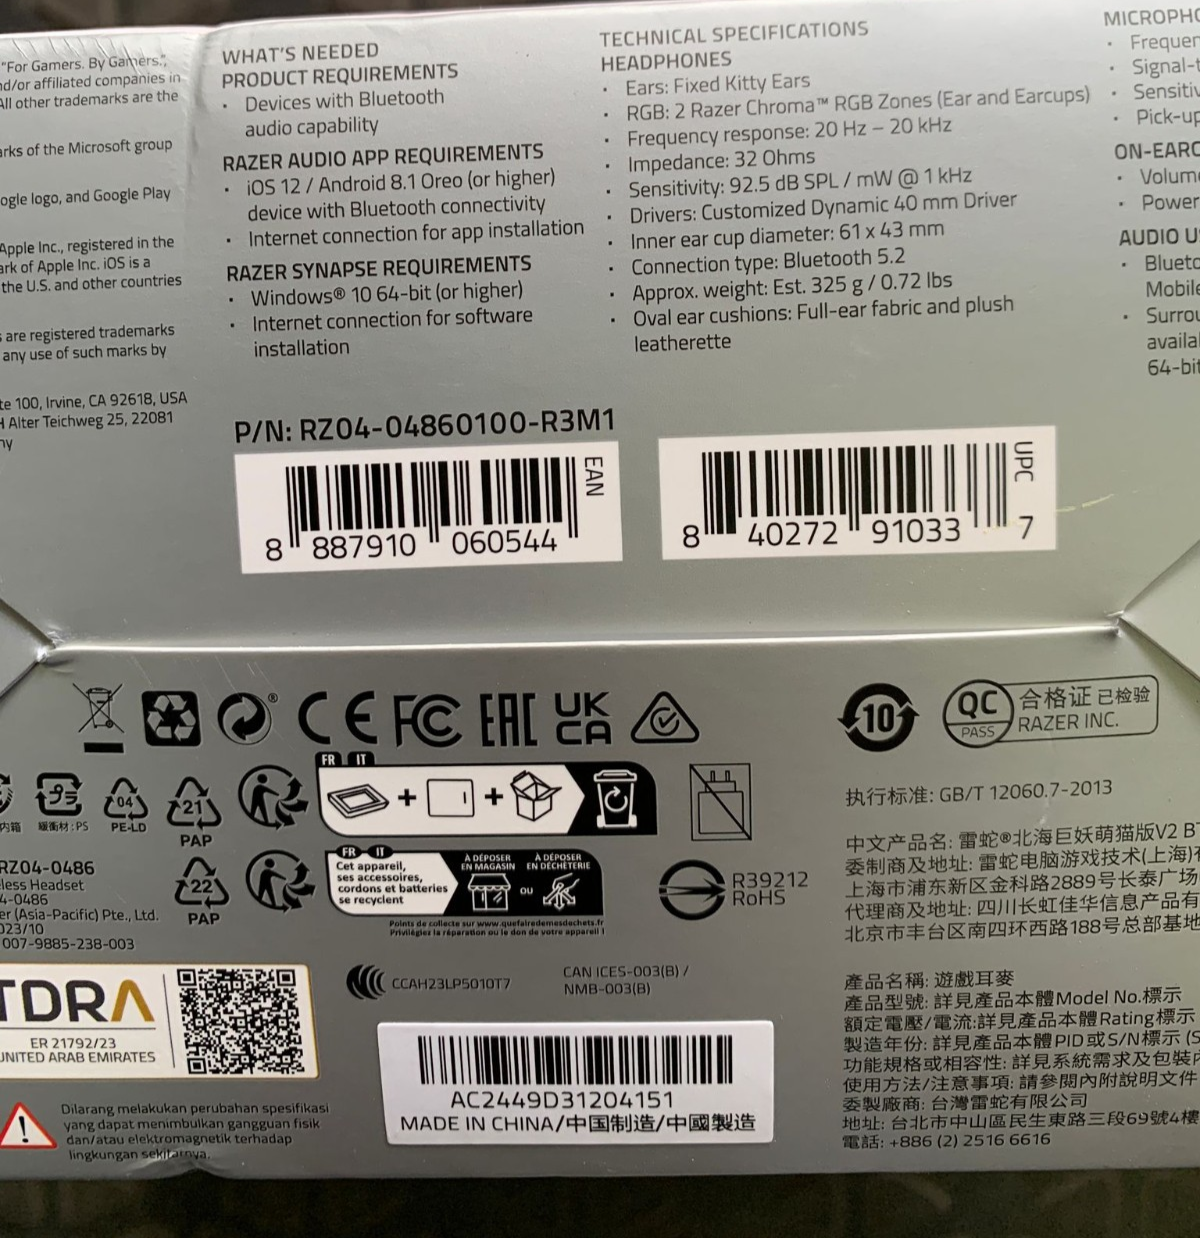 "For Gamers. By Gamers.",
nd/or affiliated companies in
All other trademarks are the
arks of the Microsoft group
ogle logo, and Google Play
Apple Inc., registered in the
ark of Apple Inc. iOS is a
the U.S. and other countries
s are registered trademarks
any use of such marks by
te 100, Irvine, CA 92618, USA
H Alter Teichweg 25, 22081
ny
WHAT'S NEEDED
PRODUCT REQUIREMENTS
· Devices with Bluetooth
audio capability
RAZER AUDIO APP REQUIREMENTS
· iOS 12 / Android 8.1 Oreo (or higher)
device with Bluetooth connectivity
· Internet connection for app installation
RAZER SYNAPSE REQUIREMENTS
· Windows® 10 64-bit (or higher)
· Internet connection for software
installation
TECHNICAL SPECIFICATIONS
HEADPHONES
· Ears: Fixed Kitty Ears
· RGB: 2 Razer Chroma™ RGB Zones (Ear and Earcups)
· Frequency response: 20 Hz – 20 kHz
· Impedance: 32 Ohms
· Sensitivity: 92.5 dB SPL / mW @ 1 kHz
· Drivers: Customized Dynamic 40 mm Driver
· Inner ear cup diameter: 61 x 43 mm
· Connection type: Bluetooth 5.2
· Approx. weight: Est. 325 g / 0.72 lbs
· Oval ear cushions: Full-ear fabric and plush
leatherette
MICROPHO
· Frequen
· Signal-t
· Sensitiv
· Pick-up
ON-EARC
· Volume
· Power
AUDIO U
· Blueto
Mobile
· Surrou
availa
64-bit
P/N: RZ04-04860100-R3M1
EAN
8 887910 060544
UPC
8 40272 91033 7
®
CE FC EAC UK
CA
10
QC
PASS
合格证 已检验
RAZER INC.
FR IT
内箱
緩衝材:PS
04
PE-LD
21
PAP
22
PAP
RZ04-0486
less Headset
4-0486
er (Asia-Pacific) Pte., Ltd.
023/10
007-9885-238-003
FR IT
Cet appareil,
ses accessoires,
cordons et batteries
se recyclent
À DÉPOSER
EN MAGASIN
OU
À DÉPOSER
EN DÉCHÈTERIE
Points de collecte sur www.quefairedemesdechets.fr
Privilégiez la réparation ou le don de votre appareil !
R39212
RoHS
执行标准: GB/T 12060.7-2013
中文产品名: 雷蛇®北海巨妖萌猫版V2 BT
委制商及地址: 雷蛇电脑游戏技术(上海)有
上海市浦东新区金科路2889号长泰广场
代理商及地址: 四川长虹佳华信息产品有
北京市丰台区南四环西路188号总部基地
TDRA
ER 21792/23
UNITED ARAB EMIRATES
CCAH23LP5010T7
CAN ICES-003(B) /
NMB-003(B)
AC2449D31204151
MADE IN CHINA/中国制造/中國製造
Dilarang melakukan perubahan spesifikasi
yang dapat menimbulkan gangguan fisik
dan/atau elektromagnetik terhadap
lingkungan sekitarnya.
產品名稱: 遊戲耳麥
產品型號: 詳見產品本體Model No.標示
額定電壓/電流:詳見產品本體Rating標示
製造年份: 詳見產品本體PID或S/N標示 (S
功能規格或相容性: 詳見系統需求及包裝內
使用方法/注意事項: 請參閱內附說明文件
委製廠商: 台灣雷蛇有限公司
地址: 台北市中山區民生東路三段69號4樓
電話: +886 (2) 2516 6616